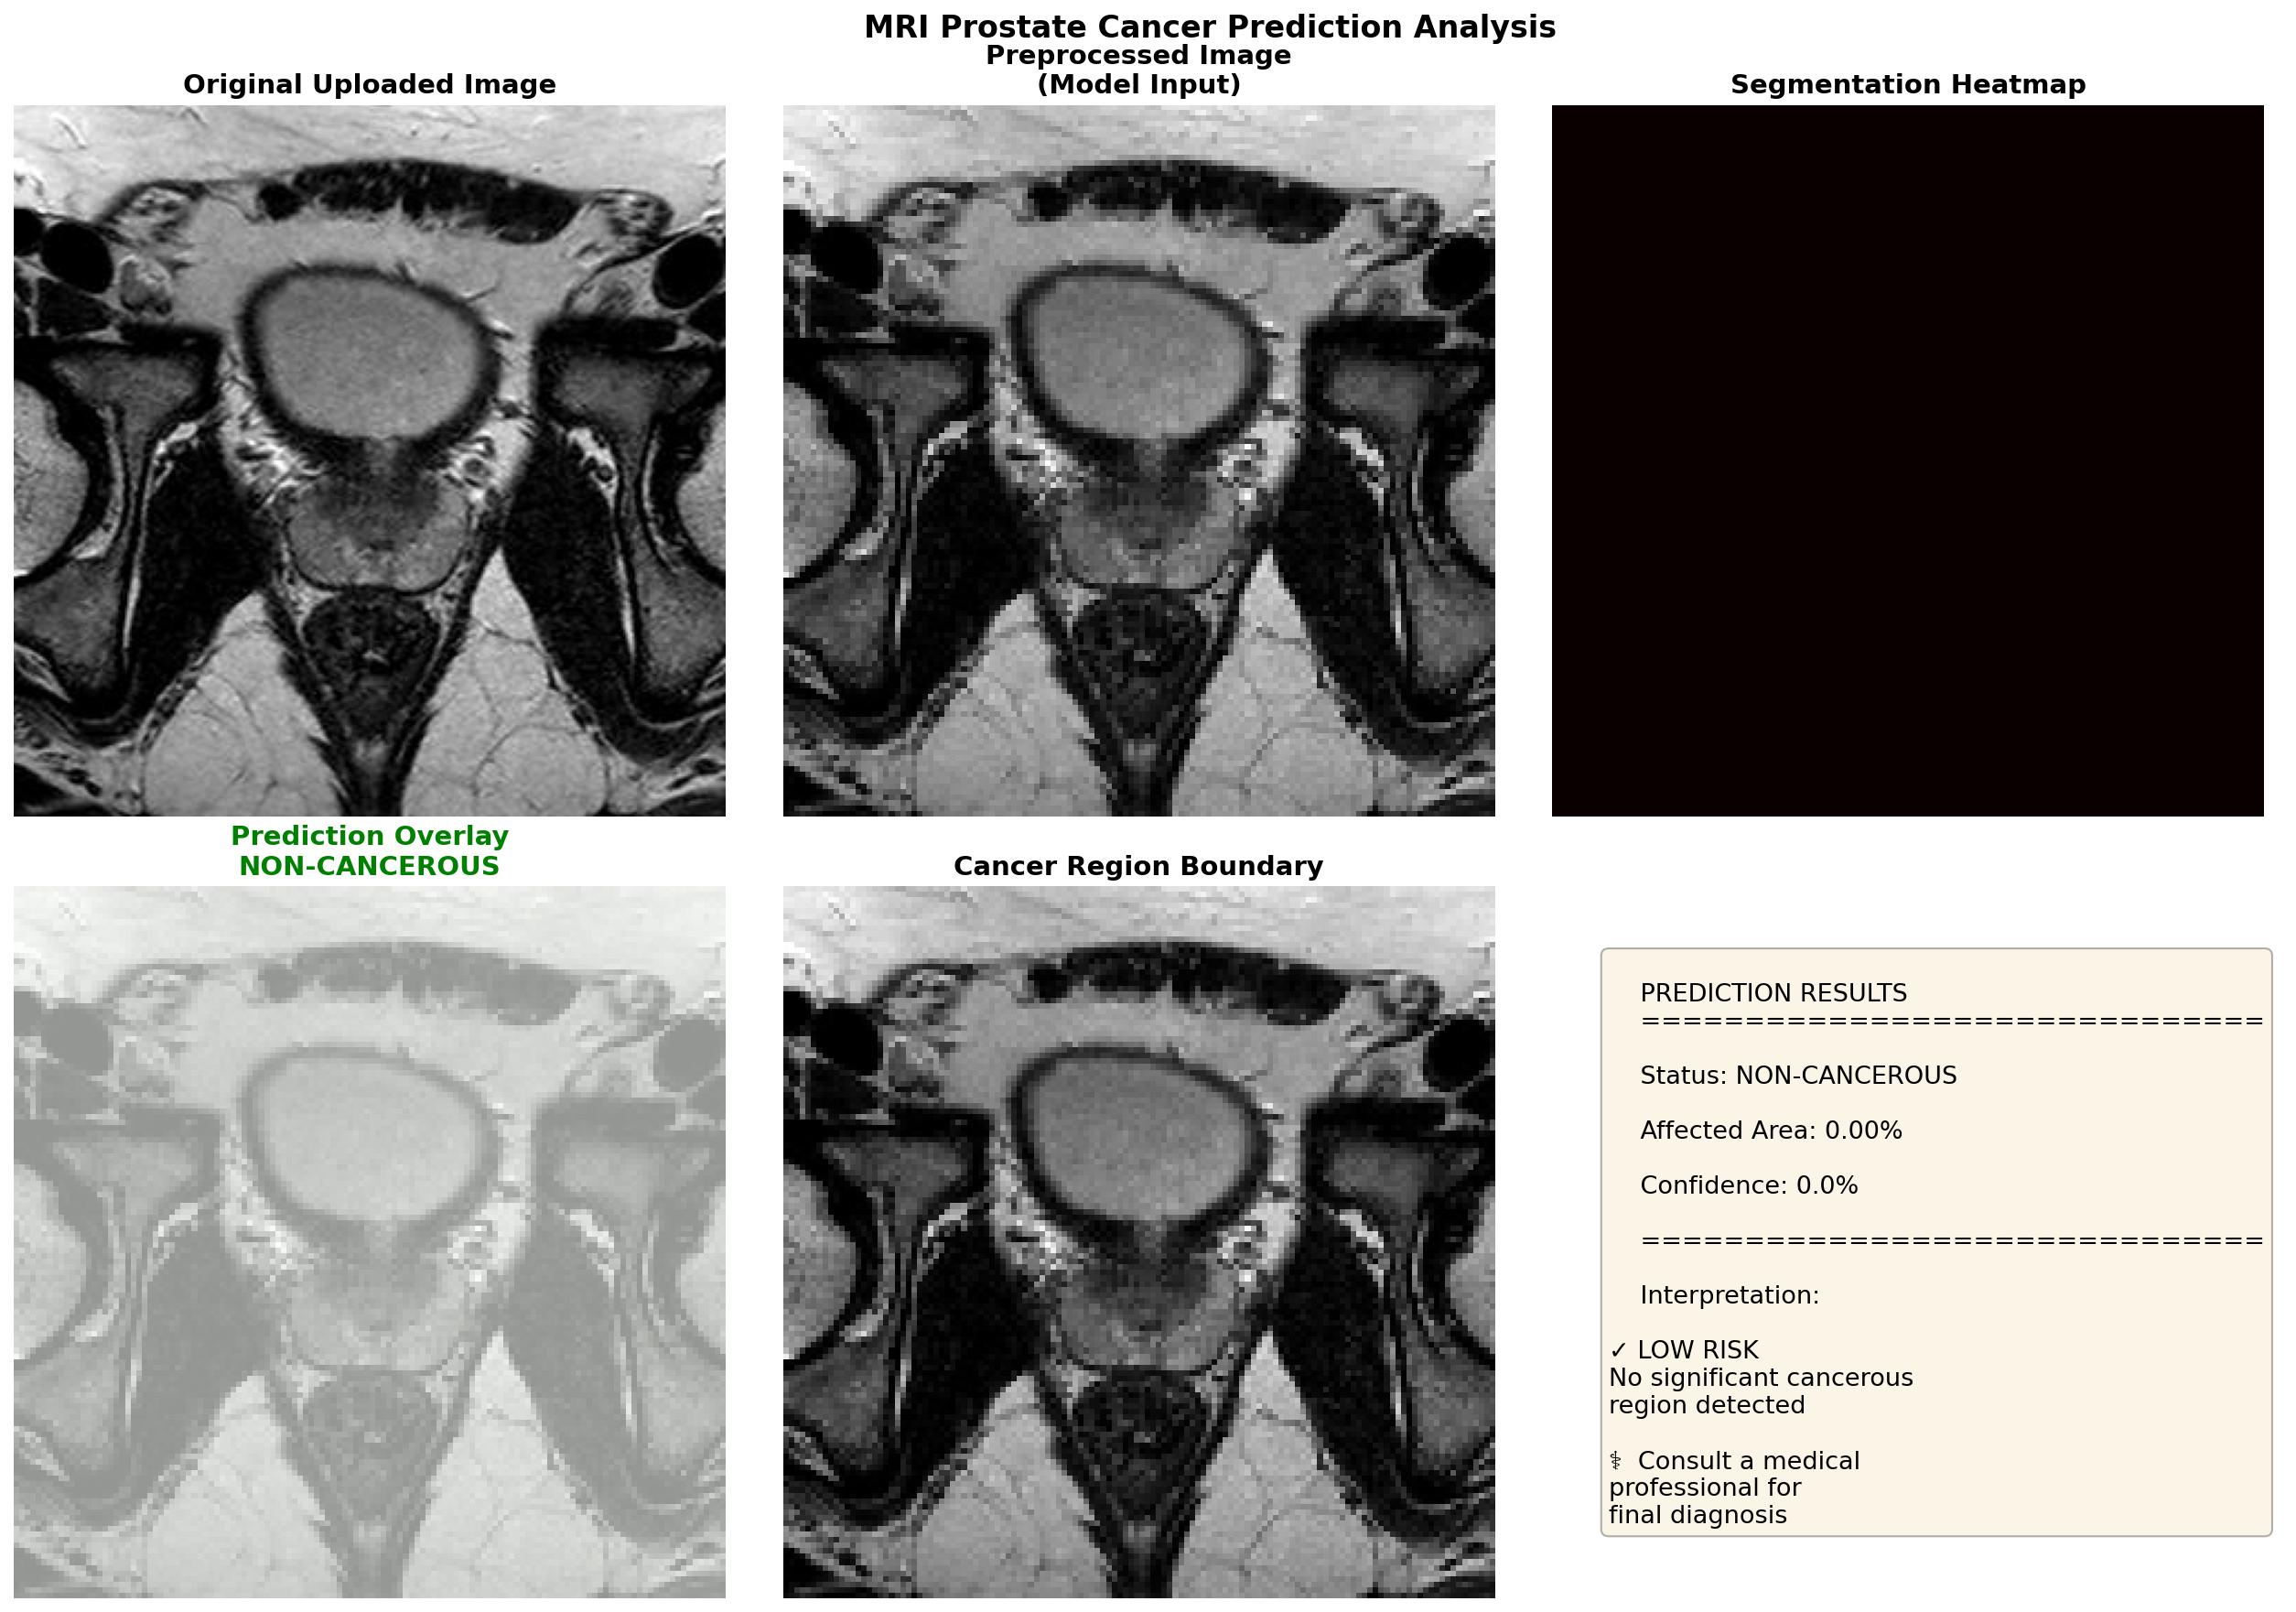 MRI Prostate Cancer Prediction Analysis
Original Uploaded Image
Preprocessed Image
(Model Input)
Segmentation Heatmap
Prediction Overlay
NON-CANCEROUS
Cancer Region Boundary
PREDICTION RESULTS
==============================
Status: NON-CANCEROUS
Affected Area: 0.00%
Confidence: 0.0%
==============================
Interpretation:
✓ LOW RISK
No significant cancerous
region detected
⚕ Consult a medical
professional for
final diagnosis